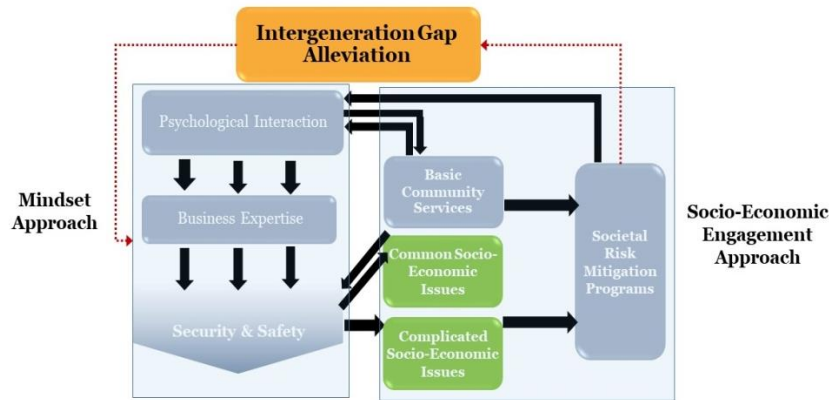 Intergeneration Gap
Alleviation
Psychological Interaction
Mindset
Approach
Business Expertise
Security & Safety
Basic
Community
Services
Common Socio-
Economic
Issues
Complicated
Socio-Economic
Issues
Societal
Risk
Mitigation
Programs
Socio-Economic
Engagement
Approach